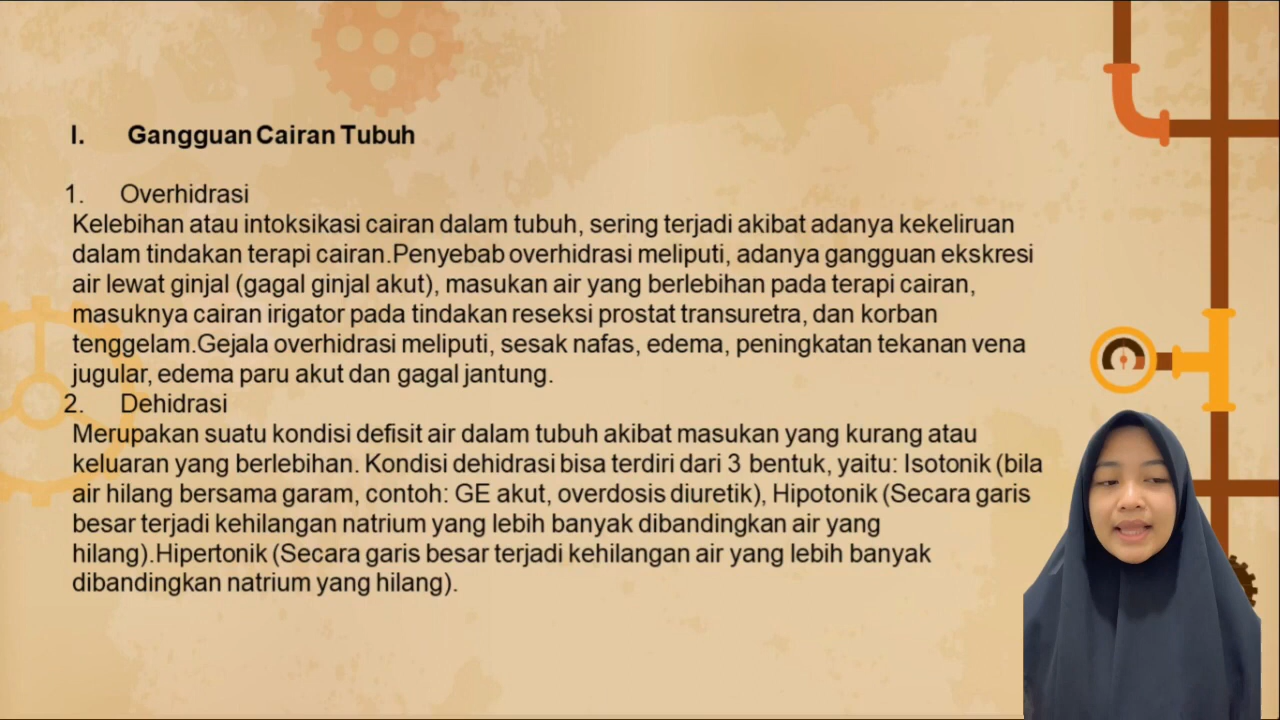 I. Gangguan Cairan Tubuh
1. Overhidrasi
Kelebihan atau intoksikasi cairan dalam tubuh, sering terjadi akibat adanya kekeliruan
dalam tindakan terapi cairan.Penyebab overhidrasi meliputi, adanya gangguan ekskresi
air lewat ginjal (gagal ginjal akut), masukan air yang berlebihan pada terapi cairan,
masuknya cairan irigator pada tindakan reseksi prostat transuretra, dan korban
tenggelam.Gejala overhidrasi meliputi, sesak nafas, edema, peningkatan tekanan vena
jugular, edema paru akut dan gagal jantung.
2. Dehidrasi
Merupakan suatu kondisi defisit air dalam tubuh akibat masukan yang kurang atau
keluaran yang berlebihan. Kondisi dehidrasi bisa terdiri dari 3 bentuk, yaitu: Isotonik (bila
air hilang bersama garam, contoh: GE akut, overdosis diuretik), Hipotonik (Secara garis
besar terjadi kehilangan natrium yang lebih banyak dibandingkan air yang
hilang).Hipertonik (Secara garis besar terjadi kehilangan air yang lebih banyak
dibandingkan natrium yang hilang).